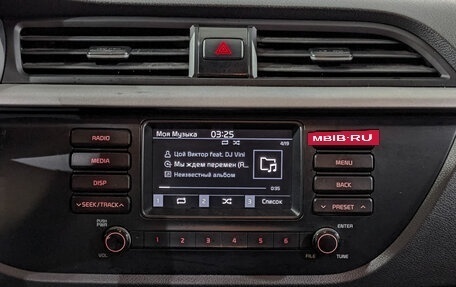 Моя Музыка 03:25
4/19
MBIB·RU
RADIO
Цой Виктор feat. DJ Vini
MEDIA
Мы ждем перемен (R...
MENU
Неизвестный альбом
DISP
0:35
BACK
SEEK/TRACK
1 2 3 Список
PRESET
PUSH PWR
VOL
1 2 3 4 5 6
ENTER
FILE TUNE